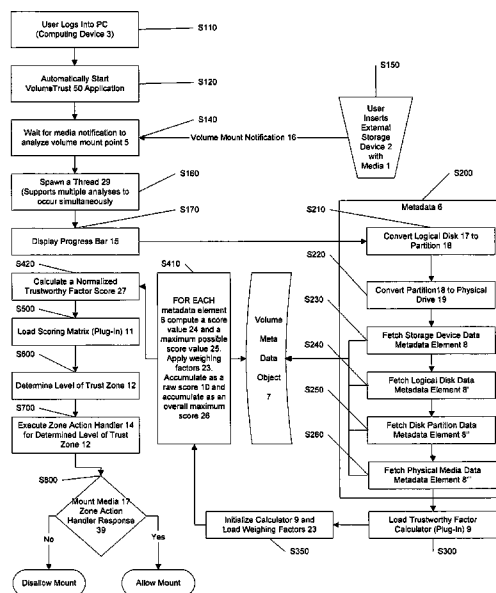 User Logs Into PC
(Computing Device 3)
S110
Automatically Start
VolumeTrust 50 Application
S120
S140
Wait for media notification to
analyze volume mount point 5
Volume Mount Notification 16
S150
User
Inserts
External
Storage
Device 2
with
Media 1
S160
Spawn a Thread 29
(Supports multiple analyses to
occur simultaneously
S170
Display Progress Bar 15
S200
Metadata 6
S210
Convert Logical Disk 17 to
Partition 18
S220
Convert Partition18 to Physical
Drive 19
S230
Fetch Storage Device Data
Metadata Element 8
S240
Fetch Logical Disk Data
Metadata Element 8'
S250
Fetch Disk Partition Data
Metadata Element 8''
S260
Fetch Physical Media Data
Metadata Element 8'''
Volume
Meta
Data
Object
7
Load Trustworthy Factor
Calculator (Plug-In) 9
S300
Initialize Calculator 9 and
Load Weighing Factors 23
S350
S410
FOR EACH
metadata element
8 compute a score
value 24 and a
maximum possible
score value 25.
Apply weighing
factors 23.
Accumulate as a
raw score 10 and
accumulate as an
overall maximum
score 26
S420
Calculate a Normalized
Trustworthy Factor Score 27
S500
Load Scoring Matrix (Plug-In) 11
S600
Determine Level of Trust Zone 12
S700
Execute Zone Action Handler 14
for Determined Level of Trust
Zone 12
S800
Mount Media 17
Zone Action
Handler Response
39
No
Yes
Disallow Mount
Allow Mount